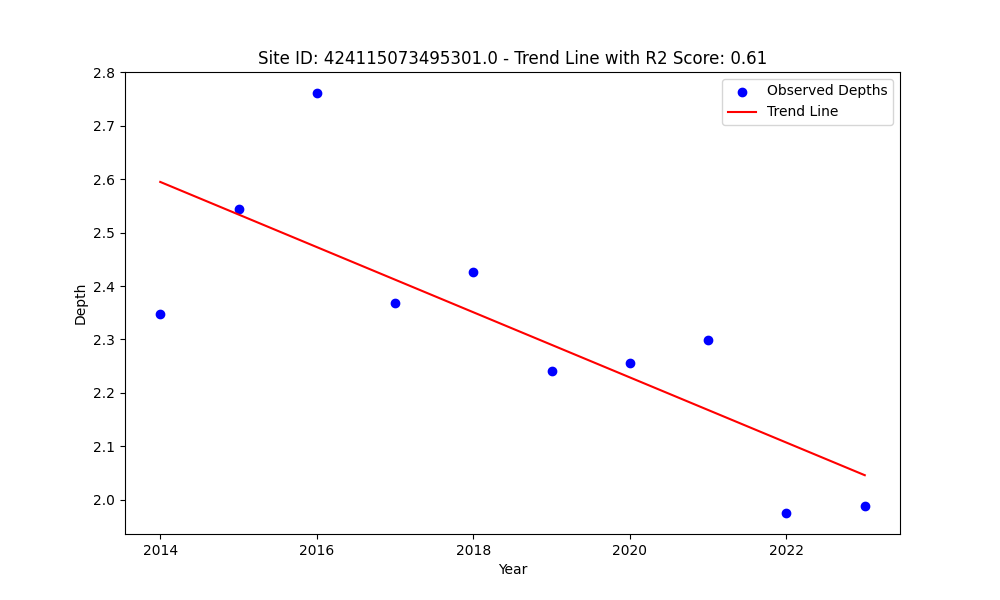 Site ID: 424115073495301.0 - Trend Line with R2 Score: 0.61
Observed Depths
Trend Line
2.8
2.7
2.6
2.5
2.4
2.3
2.2
2.1
2.0
Depth
2014 2016 2018 2020 2022
Year